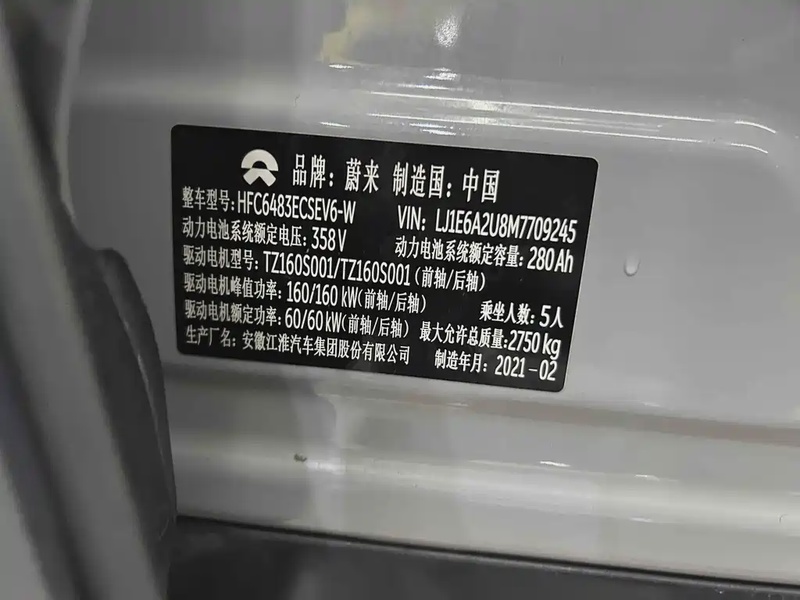 品牌：蔚来 制造国：中国
整车型号：HFC6483ECSEV6-W VIN：LJ1E6A2U8M7709245
动力电池系统额定电压：358V 动力电池系统额定容量：280Ah
驱动电机型号：TZ160S001/TZ160S001（前轴/后轴）
驱动电机峰值功率：160/160kW（前轴/后轴） 乘坐人数：5人
驱动电机额定功率：60/60kW（前轴/后轴） 最大允许总质量：2750kg
生产厂名：安徽江淮汽车集团股份有限公司 制造年月：2021-02